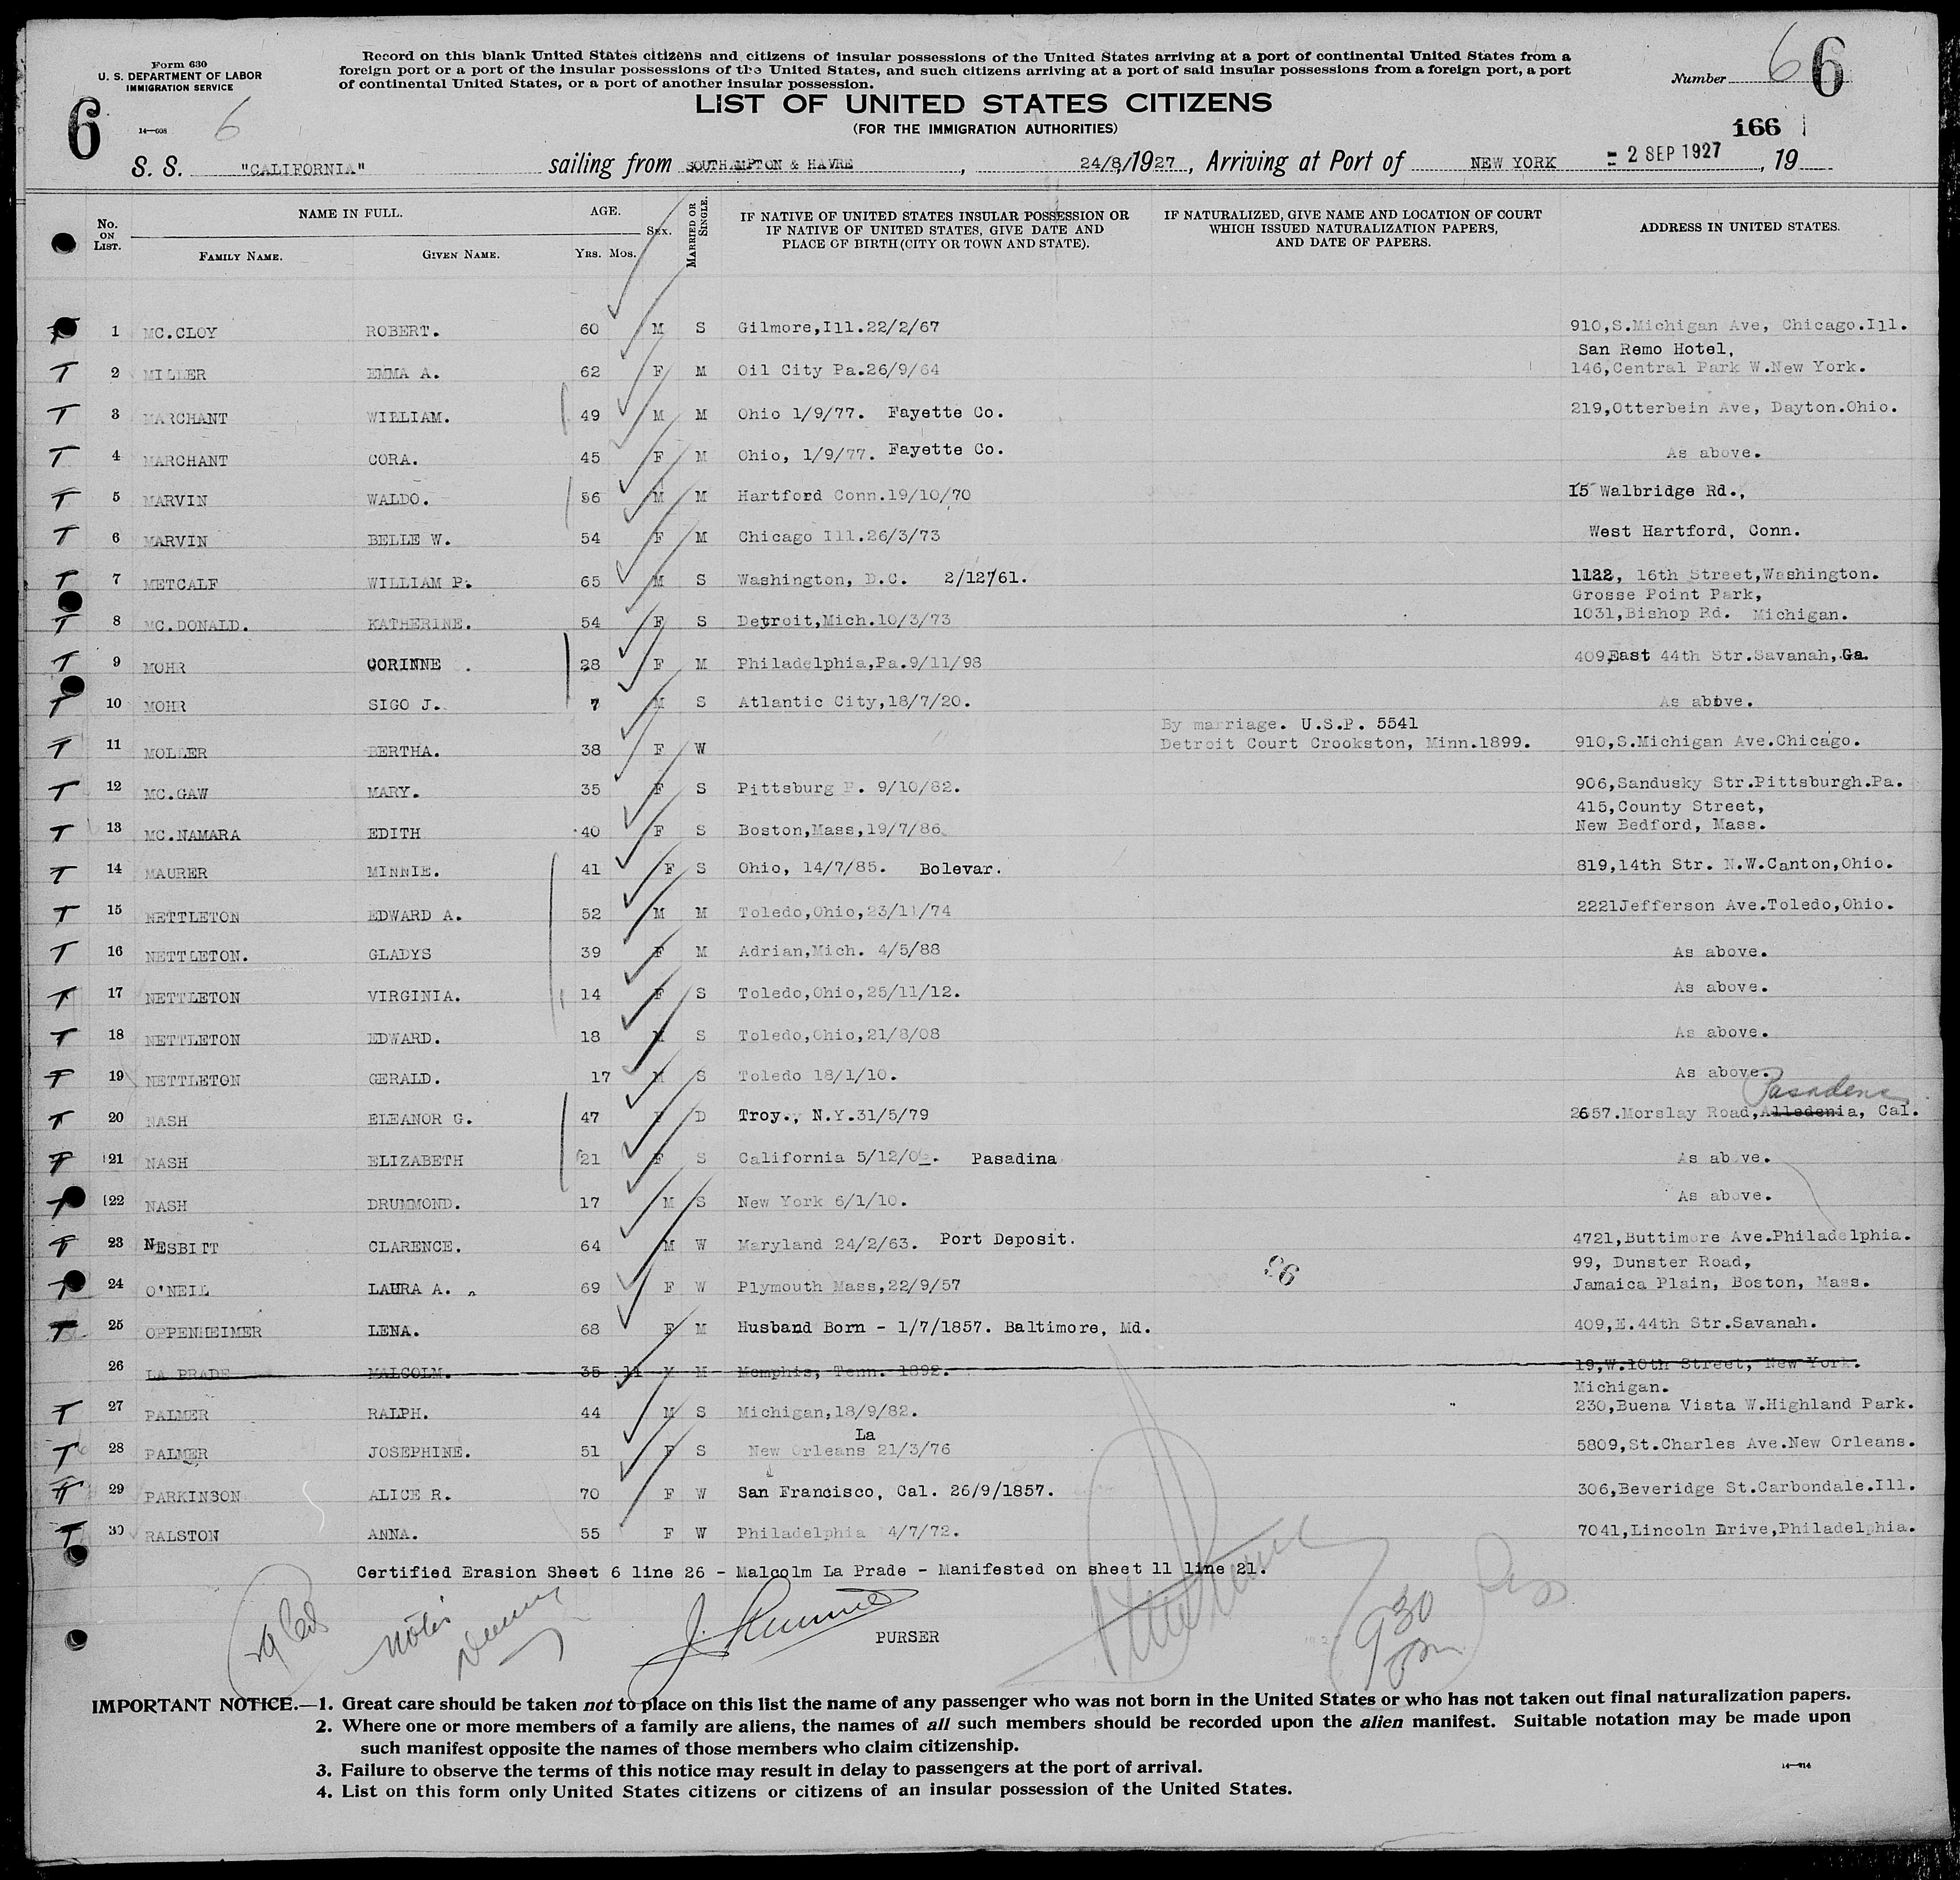 Form 630
U. S. DEPARTMENT OF LABOR
IMMIGRATION SERVICE
Record on this blank United States citizens and citizens of insular possessions of the United States arriving at a port of continental United States from a
foreign port or a port of the insular possessions of the United States, and such citizens arriving at a port of said insular possessions from a foreign port, a port
of continental United States, or a port of another insular possession.
Number 6 6
LIST OF UNITED STATES CITIZENS
(FOR THE IMMIGRATION AUTHORITIES)
6 14—608 6
166
S. S. "CALIFORNIA" sailing from SOUTHAMPTON & HAVRE, 24/8/1927, Arriving at Port of NEW YORK 2 SEP 1927, 19
No. ON LIST. NAME IN FULL. FAMILY NAME. GIVEN NAME. AGE. YRS. MOS. SEX. MARRIED OR SINGLE. IF NATIVE OF UNITED STATES INSULAR POSSESSION OR IF NATIVE OF UNITED STATES, GIVE DATE AND PLACE OF BIRTH (CITY OR TOWN AND STATE). IF NATURALIZED, GIVE NAME AND LOCATION OF COURT WHICH ISSUED NATURALIZATION PAPERS, AND DATE OF PAPERS. ADDRESS IN UNITED STATES.
T 1 MC.CLOY ROBERT. 60 M S Gilmore,Ill.22/2/67 910,S.Michigan Ave, Chicago.Ill.
San Remo Hotel,
T 2 MILLER EMMA A. 62 F M Oil City Pa.26/9/64 146,Central Park W.New York.
T 3 MARCHANT WILLIAM. 49 M M Ohio 1/9/77. Fayette Co. 219,Otterbein Ave, Dayton.Ohio.
T 4 MARCHANT CORA. 45 F M Ohio, 1/9/77. Fayette Co. As above.
T 5 MARVIN WALDO. 56 M M Hartford Conn.19/10/70 15 Walbridge Rd.,
T 6 MARVIN BELLE W. 54 F M Chicago Ill.26/3/73 West Hartford, Conn.
T 7 METCALF WILLIAM P. 65 M S Washington, D.C. 2/12/61. 1122, 16th Street,Washington.
Grosse Point Park,
T 8 MC.DONALD. KATHERINE. 54 F S Detroit,Mich.10/3/73 1031,Bishop Rd. Michigan.
T 9 MOHR CORINNE . 28 F M Philadelphia,Pa.9/11/98 409,East 44th Str.Savanah,Ga.
T 10 MOHR SIGO J. 7 M S Atlantic City,18/7/20. As above.
By marriage. U.S.P. 5541
T 11 MOLLER BERTHA. 38 F W Detroit Court Crookston, Minn.1899. 910,S.Michigan Ave.Chicago.
T 12 MC.GAW MARY. 35 F S Pittsburg P. 9/10/82. 906,Sandusky Str.Pittsburgh.Pa.
415,County Street,
T 13 MC.NAMARA EDITH 40 F S Boston,Mass,19/7/86 New Bedford, Mass.
T 14 MAURER MINNIE. 41 F S Ohio, 14/7/85. Bolevar. 819,14th Str. N.W.Canton,Ohio.
T 15 NETTLETON EDWARD A. 52 M M Toledo,Ohio,23/11/74 2221Jefferson Ave.Toledo,Ohio.
T 16 NETTLETON. GLADYS 39 F M Adrian,Mich. 4/5/88 As above.
T 17 NETTLETON VIRGINIA. 14 F S Toledo,Ohio,25/11/12. As above.
T 18 NETTLETON EDWARD. 18 M S Toledo,Ohio,21/8/08 As above.
T 19 NETTLETON GERALD. 17 M S Toledo 18/1/10. As above.
Pasadena
T 20 NASH ELEANOR G. 47 F D Troy., N.Y.31/5/79 2657.Morslay Road,Alledenia, Cal.
T 21 NASH ELIZABETH 21 F S California 5/12/0 . Pasadina As above.
T 22 NASH DRUMMOND. 17 M S New York 6/1/10. As above.
T 23 NESBITT CLARENCE. 64 M W Maryland 24/2/63. Port Deposit. 4721,Buttimore Ave.Philadelphia.
96 99, Dunster Road,
T 24 O'NEIL LAURA A. 69 F W Plymouth Mass,22/9/57 Jamaica Plain, Boston, Mass.
T 25 OPPENHEIMER LENA. 68 F M Husband Born - 1/7/1857. Baltimore, Md. 409,E.44th Str.Savanah.
26 LA PRADE MALCOLM. 35 11 M M Memphis, Tenn. 1892. 19,W.10th Street, New York.
Michigan.
T 27 PALMER RALPH. 44 M S Michigan,18/9/82. 230,Buena Vista W.Highland Park.
La
T 28 PALMER JOSEPHINE. 51 F S New Orleans 21/3/76 5809,St.Charles Ave.New Orleans.
T 29 PARKINSON ALICE R. 70 F W San Francisco, Cal. 26/9/1857. 306,Beveridge St.Carbondale.Ill.
T 30 RALSTON ANNA. 55 F W Philadelphia 4/7/72. 7041,Lincoln Drive,Philadelphia.
Certified Erasion Sheet 6 line 26 - Malcolm La Prade - Manifested on sheet 11 line 21.
930
PURSER
IMPORTANT NOTICE.—1. Great care should be taken not to place on this list the name of any passenger who was not born in the United States or who has not taken out final naturalization papers.
2. Where one or more members of a family are aliens, the names of all such members should be recorded upon the alien manifest. Suitable notation may be made upon
such manifest opposite the names of those members who claim citizenship.
3. Failure to observe the terms of this notice may result in delay to passengers at the port of arrival.
14—914
4. List on this form only United States citizens or citizens of an insular possession of the United States.